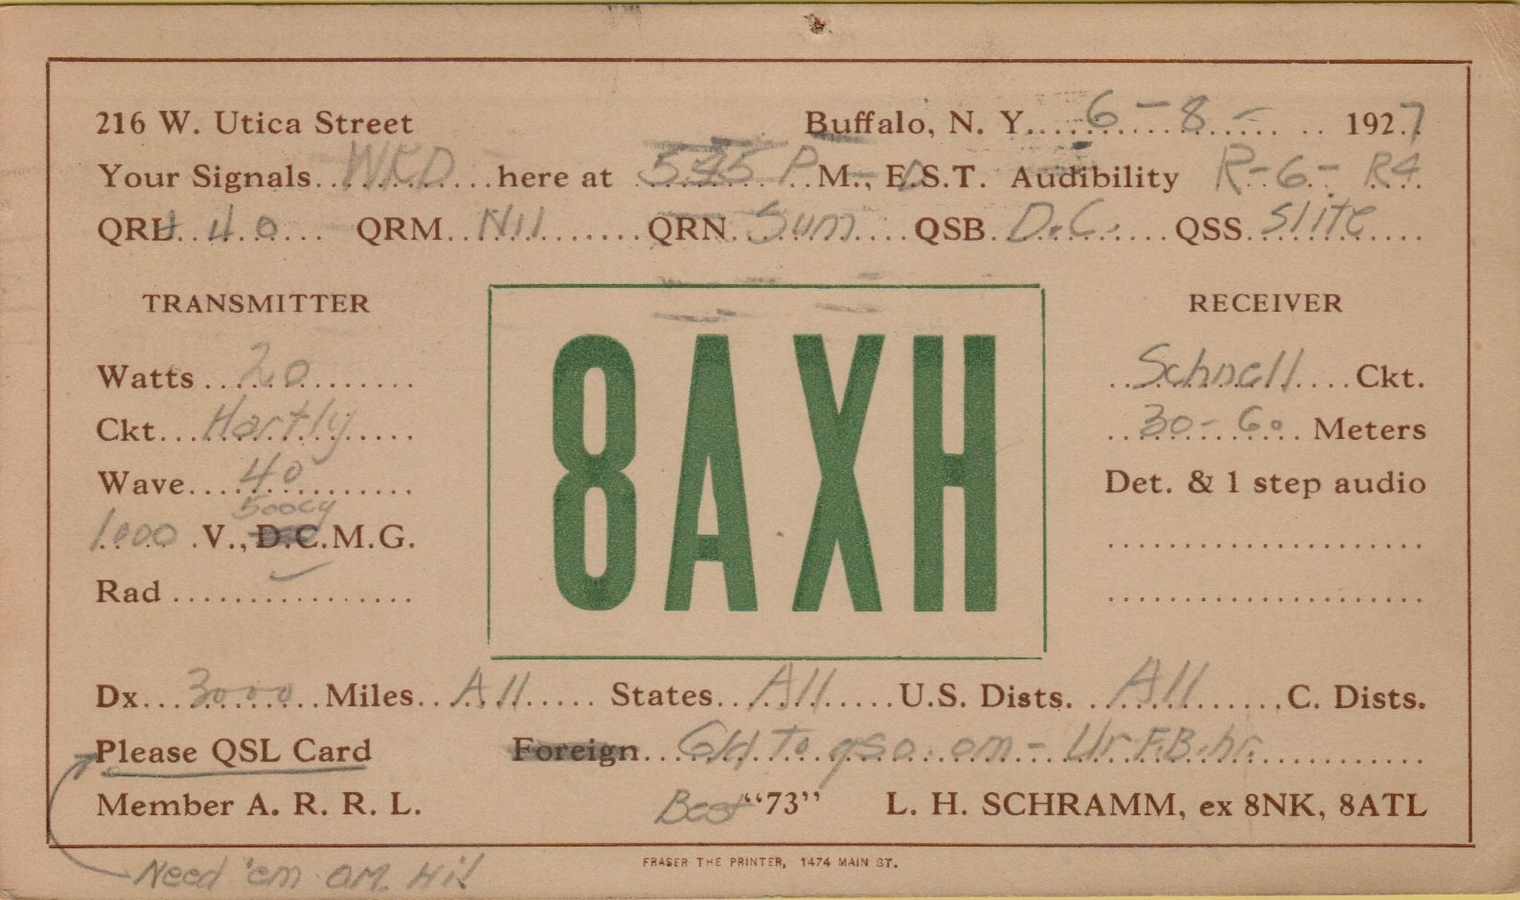 216 W. Utica Street Buffalo, N. Y. 6-8- 1927
Your Signals WKD here at 535 P M., E.S.T. Audibility R-6- R4
QRH 40 QRM Nil QRN Sum QSB D.C. QSS Slite
TRANSMITTER
Watts 20
Ckt Hartly
Wave 40
500cy
1000 V., D.C.M.G.
Rad
8AXH
RECEIVER
Schnell Ckt.
30-60 Meters
Det. & 1 step audio
Dx 3000 Miles All States All U.S. Dists. All C. Dists.
Please QSL Card Foreign Gld to qso om - Ur F.B. hr.
Member A. R. R. L. Best "73" L. H. SCHRAMM, ex 8NK, 8ATL
Need 'em OM. Hi!
FRASER THE PRINTER, 1474 MAIN ST.